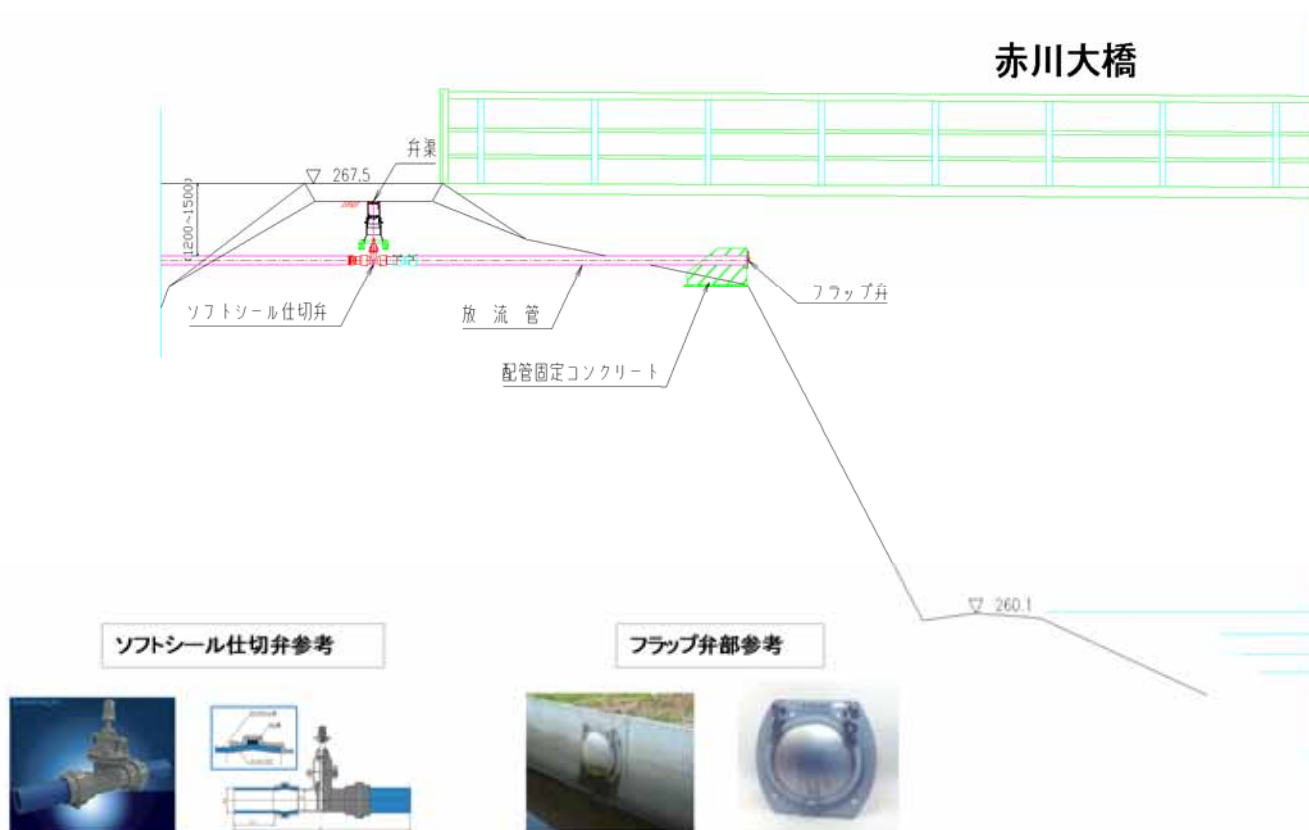 赤川大橋
弁渠
267.5
1200~1500
ソフトシール仕切弁
放 流 管
フラップ弁
配管固定コンクリート
260.1
ソフトシール仕切弁参考
フラップ弁部参考